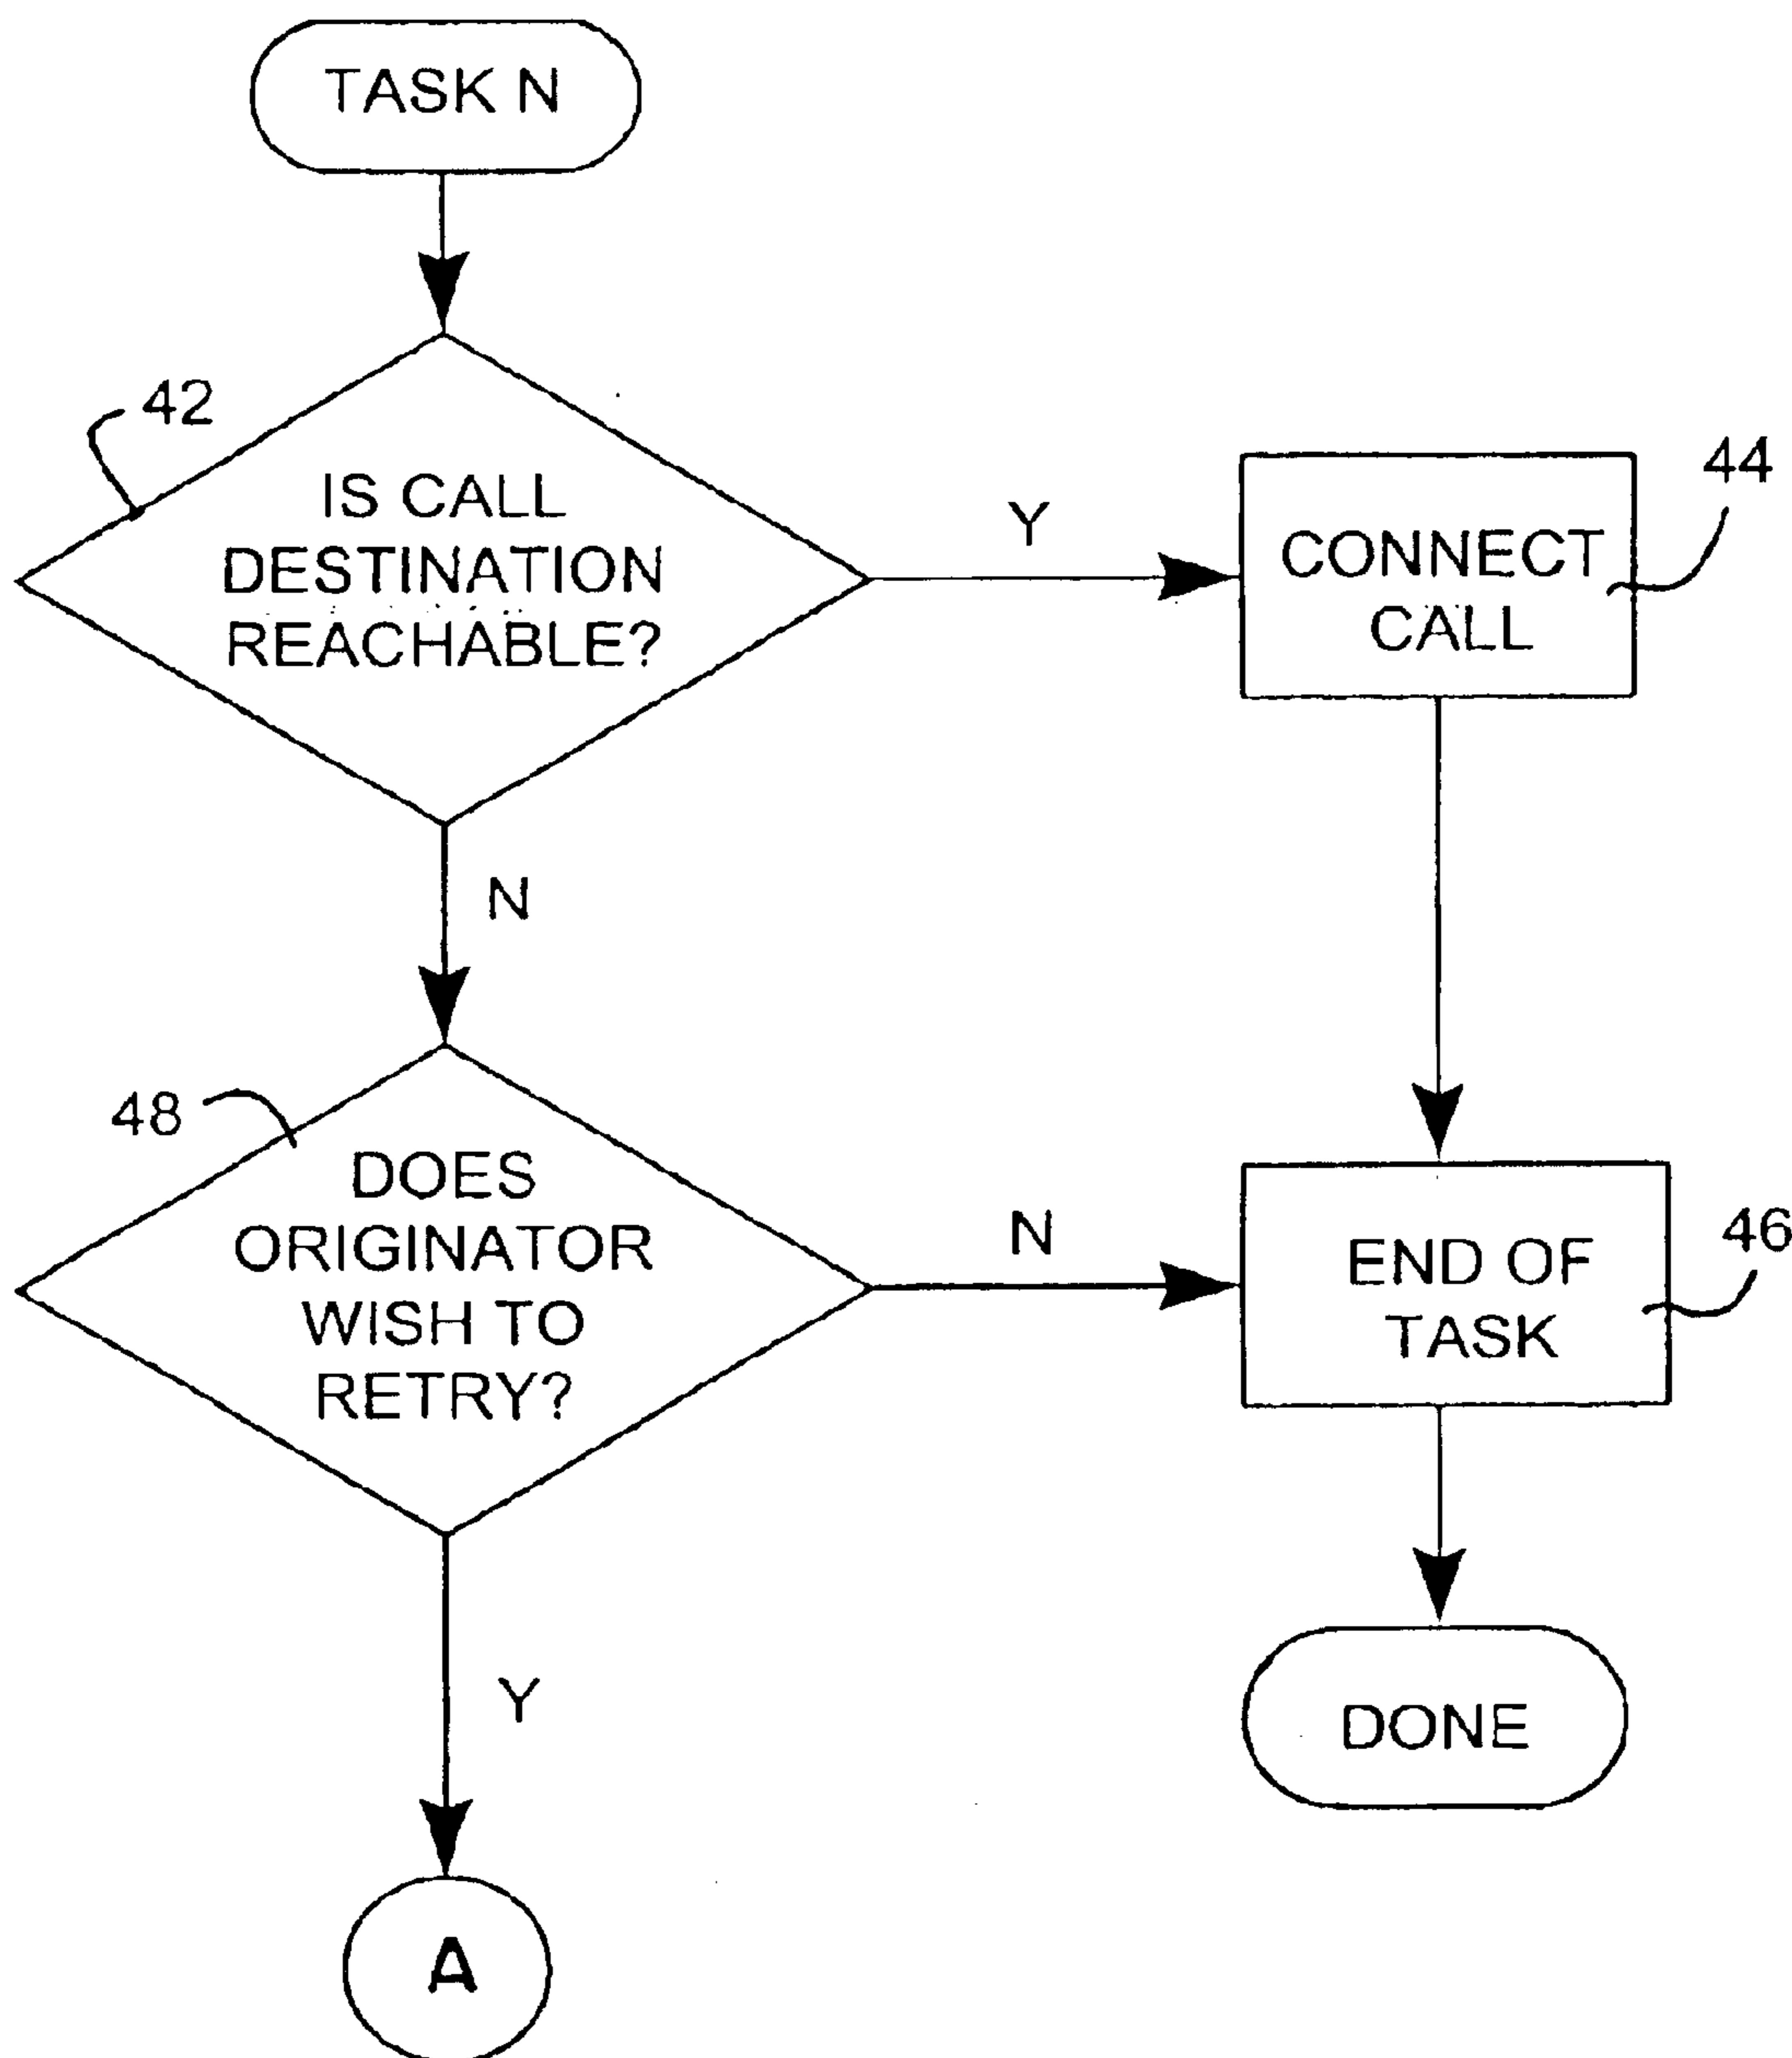 TASK N
42
IS CALL
DESTINATION
REACHABLE?
Y
CONNECT
CALL
44
N
48
DOES
ORIGINATOR
WISH TO
RETRY?
N
END OF
TASK
46
Y
DONE
A